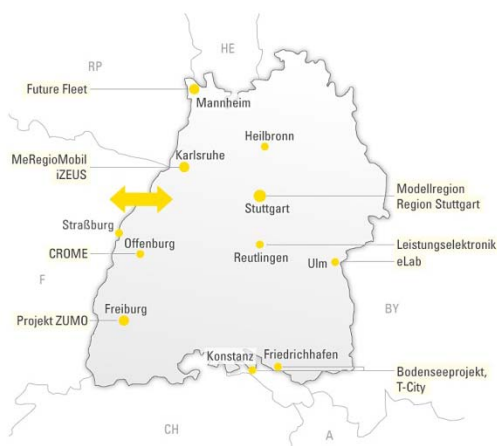 HE
RP
Future Fleet
Mannheim
Heilbronn
MeRegioMobil
iZEUS
Karlsruhe
Modellregion
Region Stuttgart
Stuttgart
Straßburg
Offenburg
CROME
Reutlingen
Leistungselektronik
eLab
Ulm
F
BY
Freiburg
Projekt ZUMO
Konstanz
Friedrichhafen
Bodenseeprojekt,
T-City
CH
A